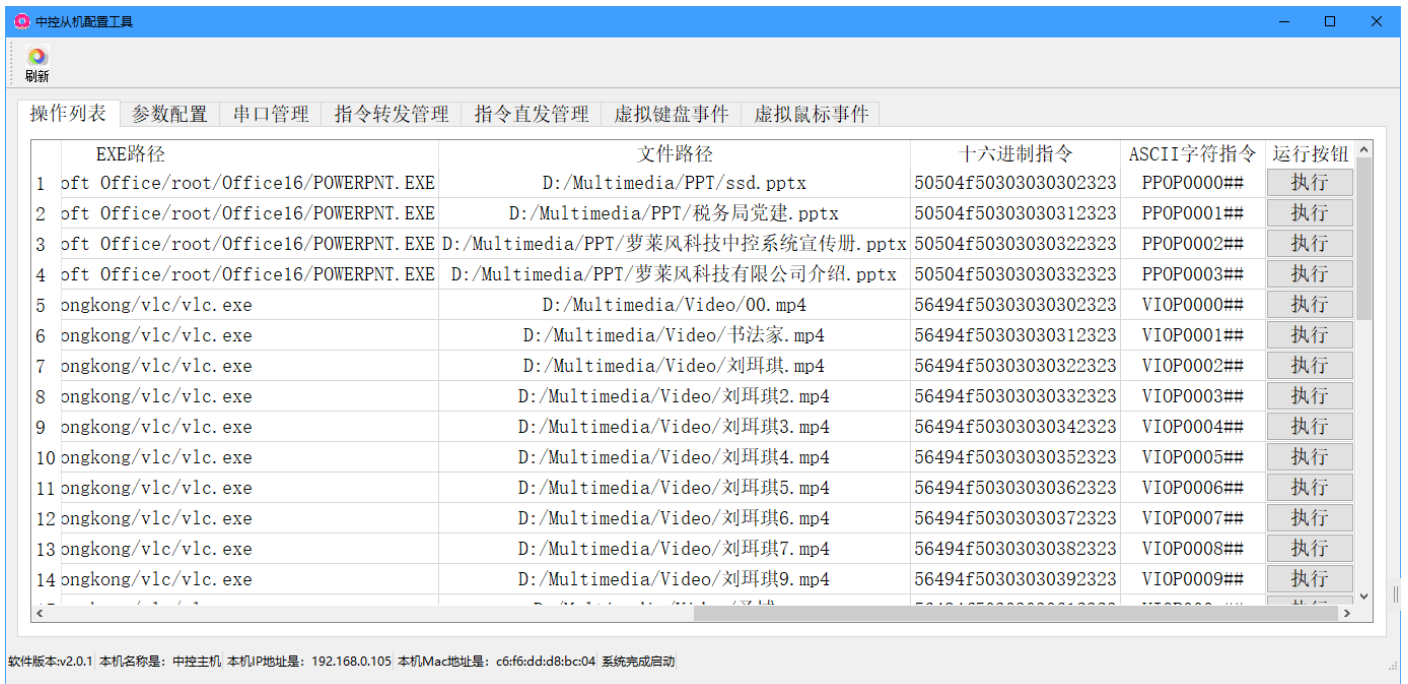 中控从机配置工具
刷新
操作列表 参数配置 串口管理 指令转发管理 指令直发管理 虚拟键盘事件 虚拟鼠标事件
EXE路径 文件路径 十六进制指令 ASCII字符指令 运行按钮
1 oft Office/root/Office16/POWERPNT.EXE D:/Multimedia/PPT/ssd.pptx 50504f50303030302323 PPOP0000## 执行
2 oft Office/root/Office16/POWERPNT.EXE D:/Multimedia/PPT/税务局党建.pptx 50504f50303030312323 PPOP0001## 执行
3 oft Office/root/Office16/POWERPNT.EXE D:/Multimedia/PPT/萝莱风科技中控系统宣传册.pptx 50504f50303030322323 PPOP0002## 执行
4 oft Office/root/Office16/POWERPNT.EXE D:/Multimedia/PPT/萝莱风科技有限公司介绍.pptx 50504f50303030332323 PPOP0003## 执行
5 ongkong/vlc/vlc.exe D:/Multimedia/Video/00.mp4 56494f50303030302323 VIOP0000## 执行
6 ongkong/vlc/vlc.exe D:/Multimedia/Video/书法家.mp4 56494f50303030312323 VIOP0001## 执行
7 ongkong/vlc/vlc.exe D:/Multimedia/Video/刘珥琪.mp4 56494f50303030322323 VIOP0002## 执行
8 ongkong/vlc/vlc.exe D:/Multimedia/Video/刘珥琪2.mp4 56494f50303030332323 VIOP0003## 执行
9 ongkong/vlc/vlc.exe D:/Multimedia/Video/刘珥琪3.mp4 56494f50303030342323 VIOP0004## 执行
10 ongkong/vlc/vlc.exe D:/Multimedia/Video/刘珥琪4.mp4 56494f50303030352323 VIOP0005## 执行
11 ongkong/vlc/vlc.exe D:/Multimedia/Video/刘珥琪5.mp4 56494f50303030362323 VIOP0006## 执行
12 ongkong/vlc/vlc.exe D:/Multimedia/Video/刘珥琪6.mp4 56494f50303030372323 VIOP0007## 执行
13 ongkong/vlc/vlc.exe D:/Multimedia/Video/刘珥琪7.mp4 56494f50303030382323 VIOP0008## 执行
14 ongkong/vlc/vlc.exe D:/Multimedia/Video/刘珥琪9.mp4 56494f50303030392323 VIOP0009## 执行
软件版本:v2.0.1 本机名称是：中控主机 本机IP地址是：192.168.0.105 本机Mac地址是：c6:f6:dd:d8:bc:04 系统完成启动